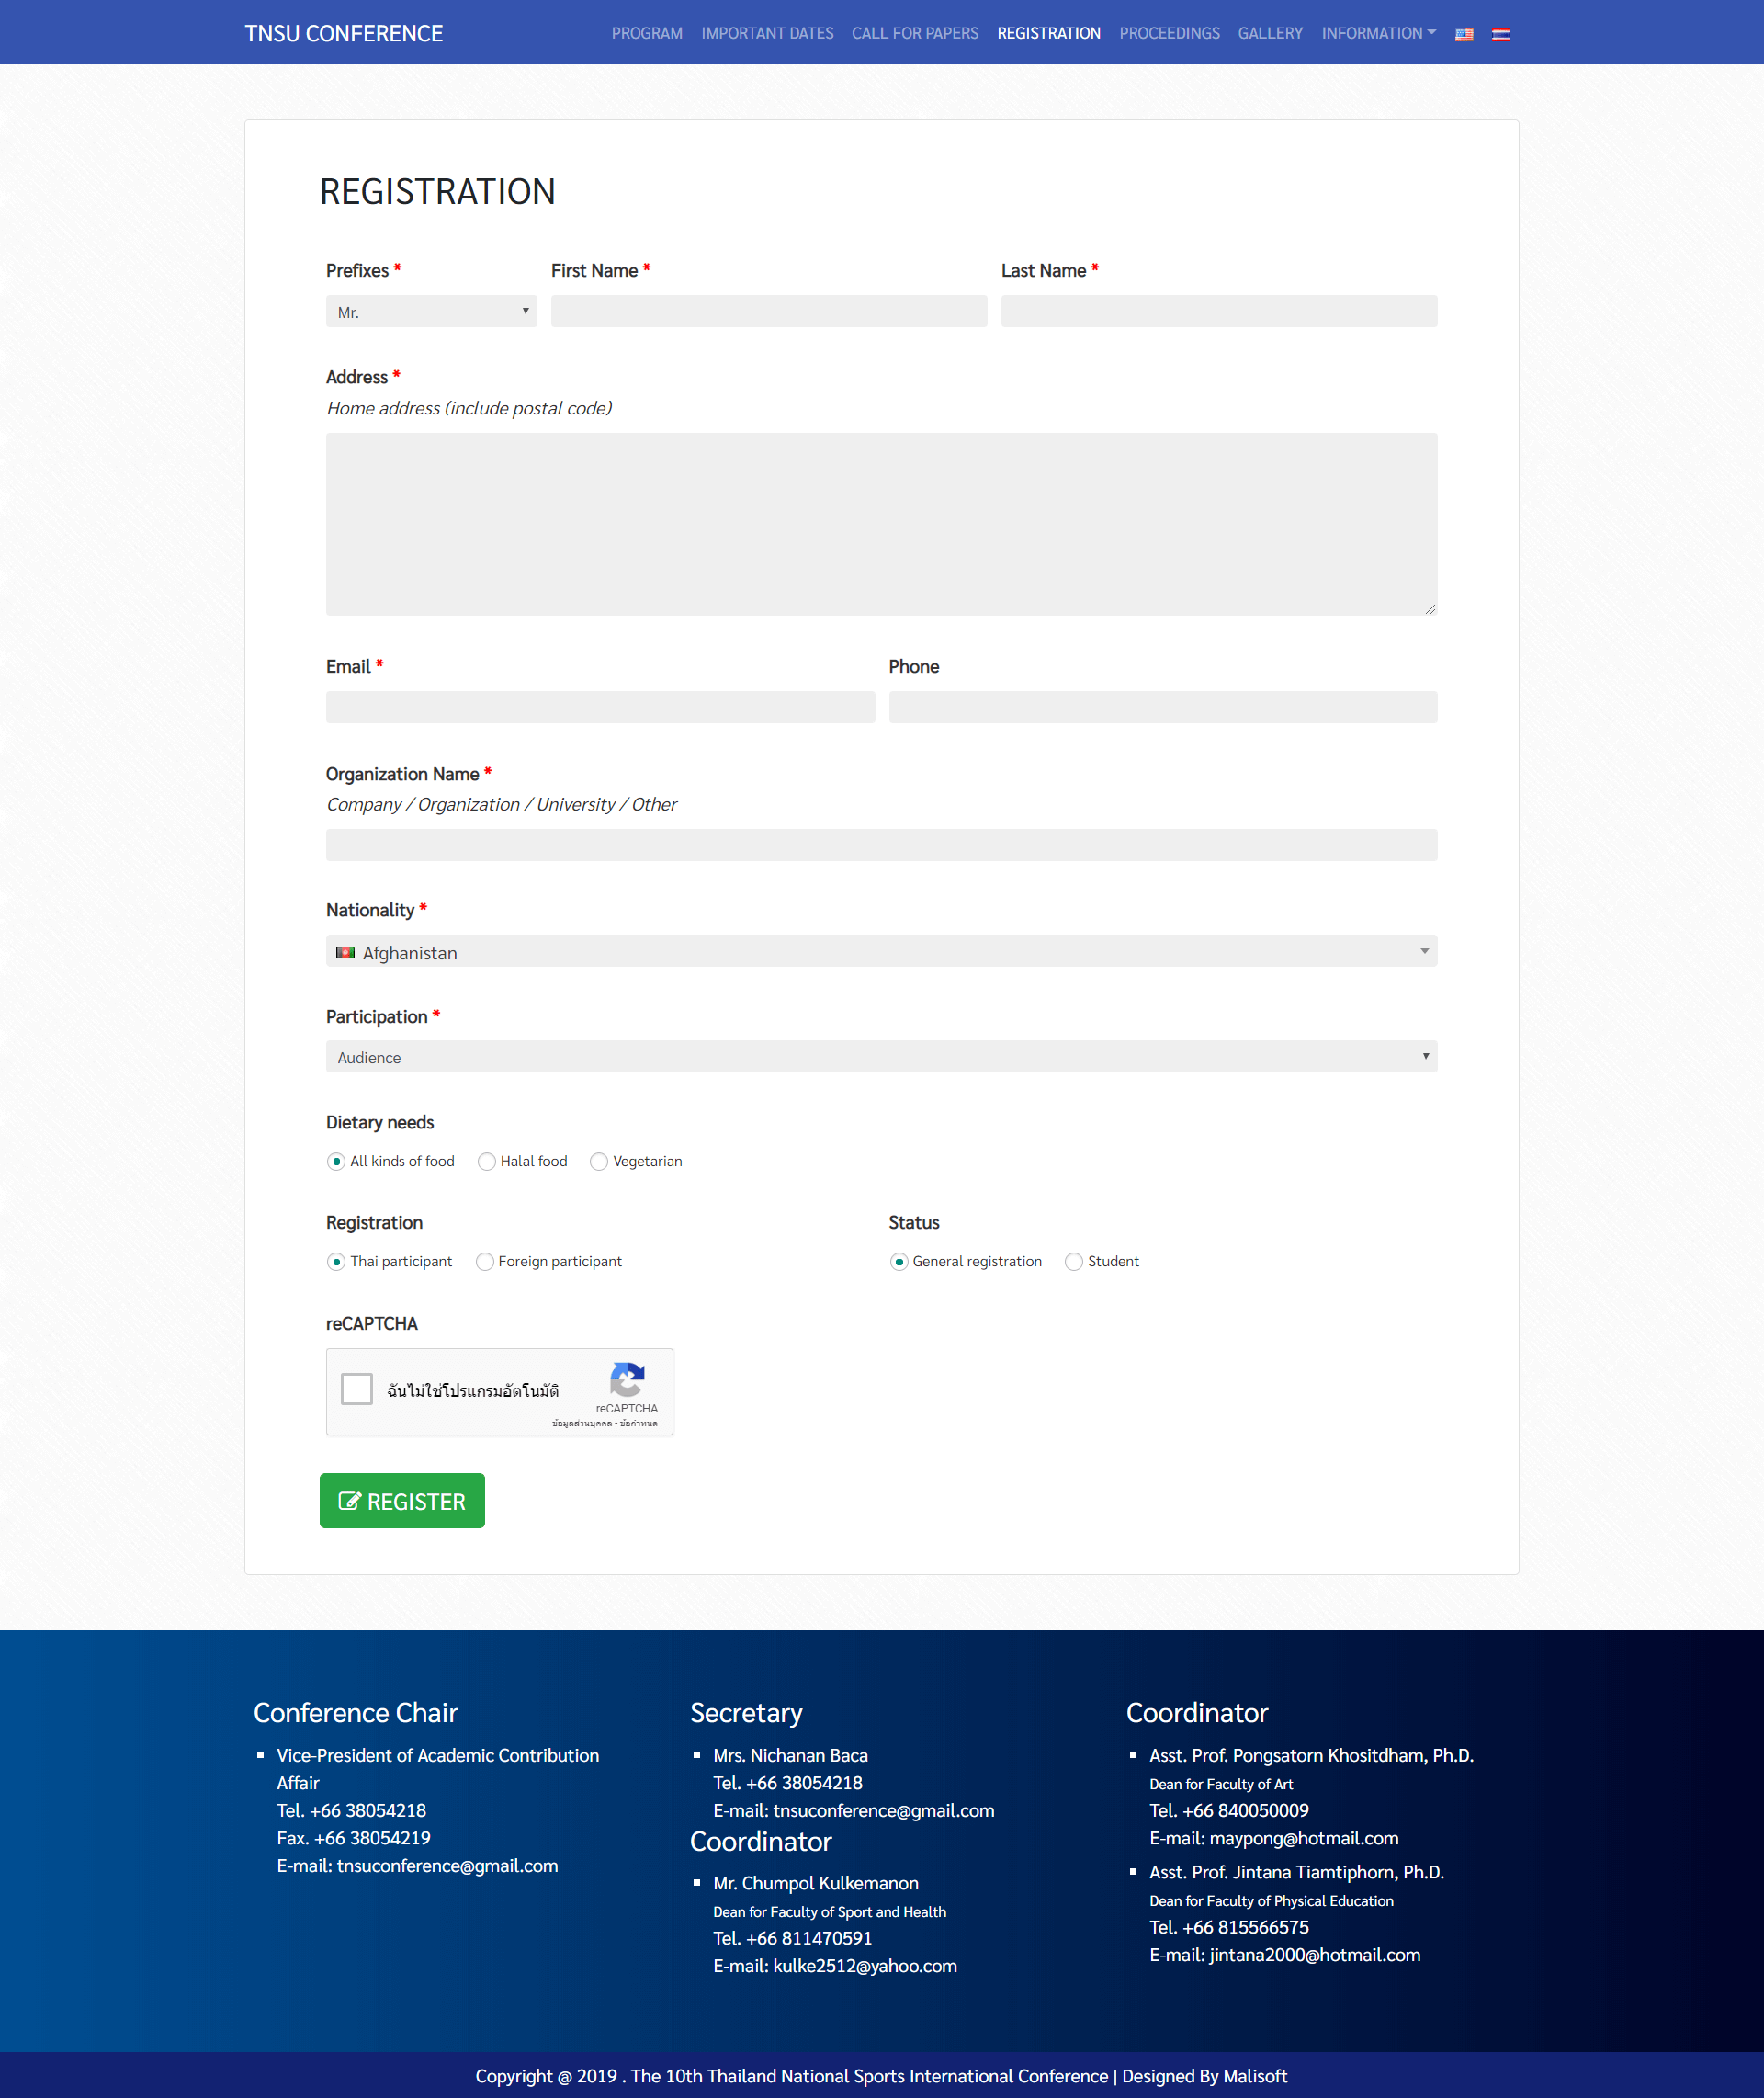 TNSU CONFERENCE PROGRAM IMPORTANT DATES CALL FOR PAPERS REGISTRATION PROCEEDINGS GALLERY INFORMATION
REGISTRATION
Prefixes * First Name * Last Name *
Mr.
Address *
Home address (include postal code)
Email * Phone
Organization Name *
Company / Organization / University / Other
Nationality *
Afghanistan
Participation *
Audience
Dietary needs
All kinds of food Halal food Vegetarian
Registration Status
Thai participant Foreign participant General registration Student
reCAPTCHA
ฉันไม่ใช่โปรแกรมอัตโนมัติ
reCAPTCHA
ข้อมูลส่วนบุคคล - ข้อกำหนด
REGISTER
Conference Chair
Vice-President of Academic Contribution
Affair
Tel. +66 38054218
Fax. +66 38054219
E-mail: tnsuconference@gmail.com
Secretary
Mrs. Nichanan Baca
Tel. +66 38054218
E-mail: tnsuconference@gmail.com
Coordinator
Mr. Chumpol Kulkemanon
Dean for Faculty of Sport and Health
Tel. +66 811470591
E-mail: kulke2512@yahoo.com
Coordinator
Asst. Prof. Pongsatorn Khositdham, Ph.D.
Dean for Faculty of Art
Tel. +66 840050009
E-mail: maypong@hotmail.com
Asst. Prof. Jintana Tiamtiphorn, Ph.D.
Dean for Faculty of Physical Education
Tel. +66 815566575
E-mail: jintana2000@hotmail.com
Copyright @ 2019 . The 10th Thailand National Sports International Conference | Designed By Malisoft